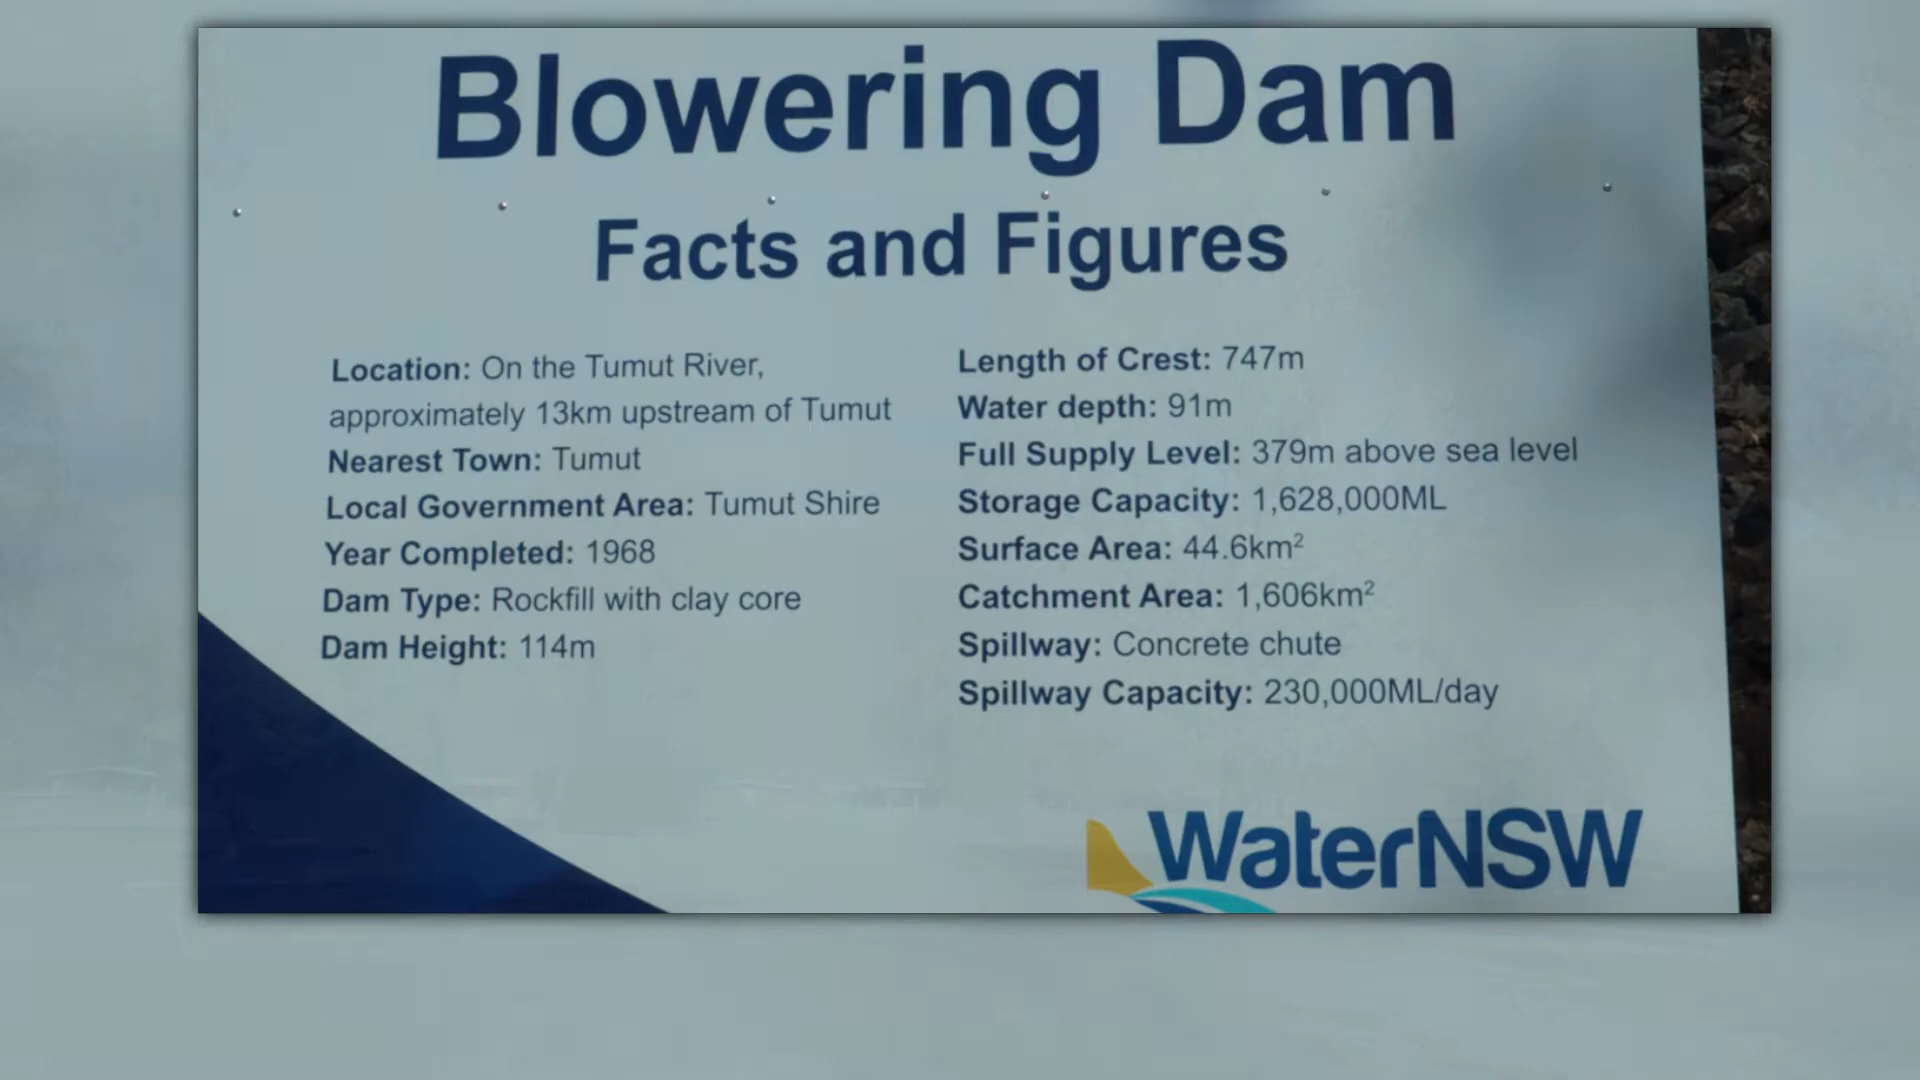 Blowering Dam
Facts and Figures
Location: On the Tumut River,
approximately 13km upstream of Tumut
Nearest Town: Tumut
Local Government Area: Tumut Shire
Year Completed: 1968
Dam Type: Rockfill with clay core
Dam Height: 114m
Length of Crest: 747m
Water depth: 91m
Full Supply Level: 379m above sea level
Storage Capacity: 1,628,000ML
Surface Area: 44.6km²
Catchment Area: 1,606km²
Spillway: Concrete chute
Spillway Capacity: 230,000ML/day
WaterNSW